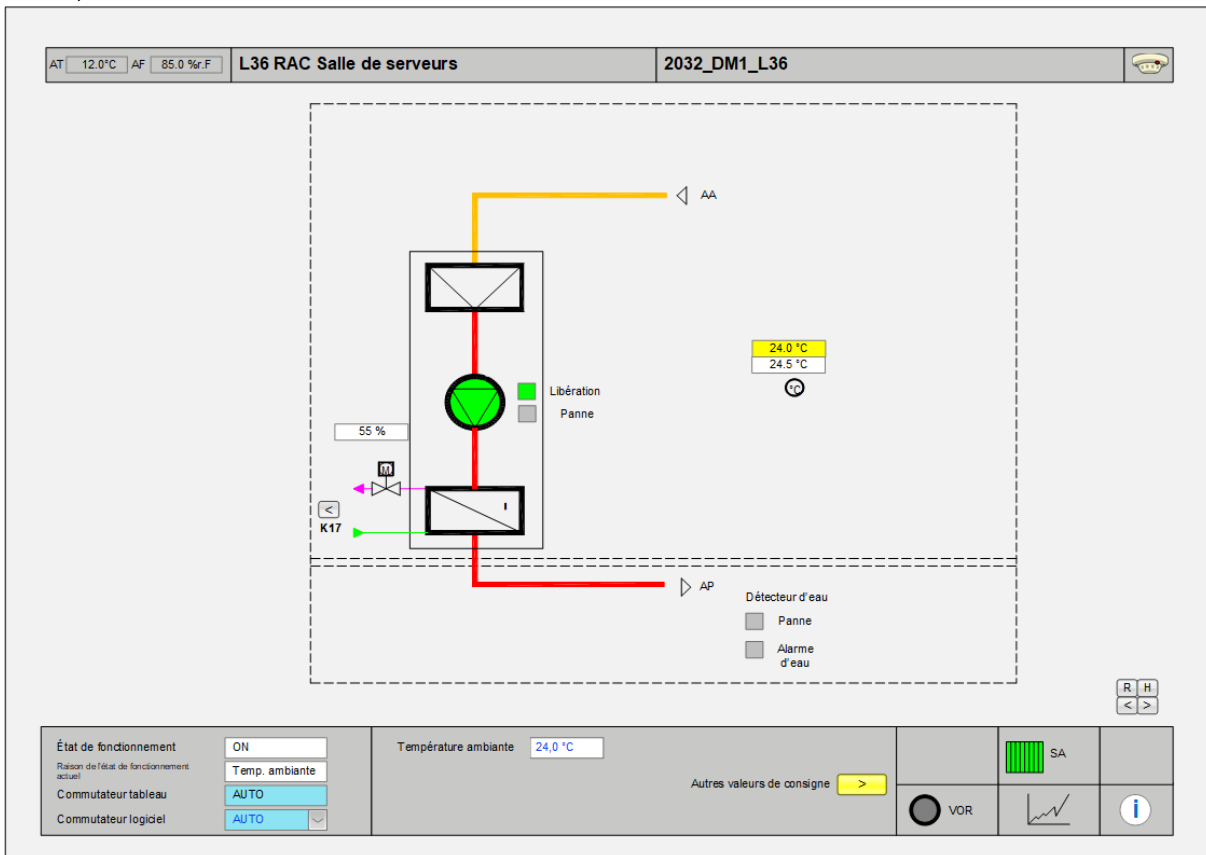 AT 12.0°C AF 85.0 %r.F L36 RAC Salle de serveurs 2032_DM1_L36
AA
24.0 °C
24.5 °C
°C
Libération
Panne
55 %
M
<
K17
AP
Détecteur d'eau
Panne
Alarme
d'eau
R H
< >
État de fonctionnement ON
Raison de l'état de fonctionnement
actuel
Temp. ambiante
Commutateur tableau AUTO
Commutateur logiciel AUTO
Température ambiante 24,0 °C
Autres valeurs de consigne >
SA
VOR
i